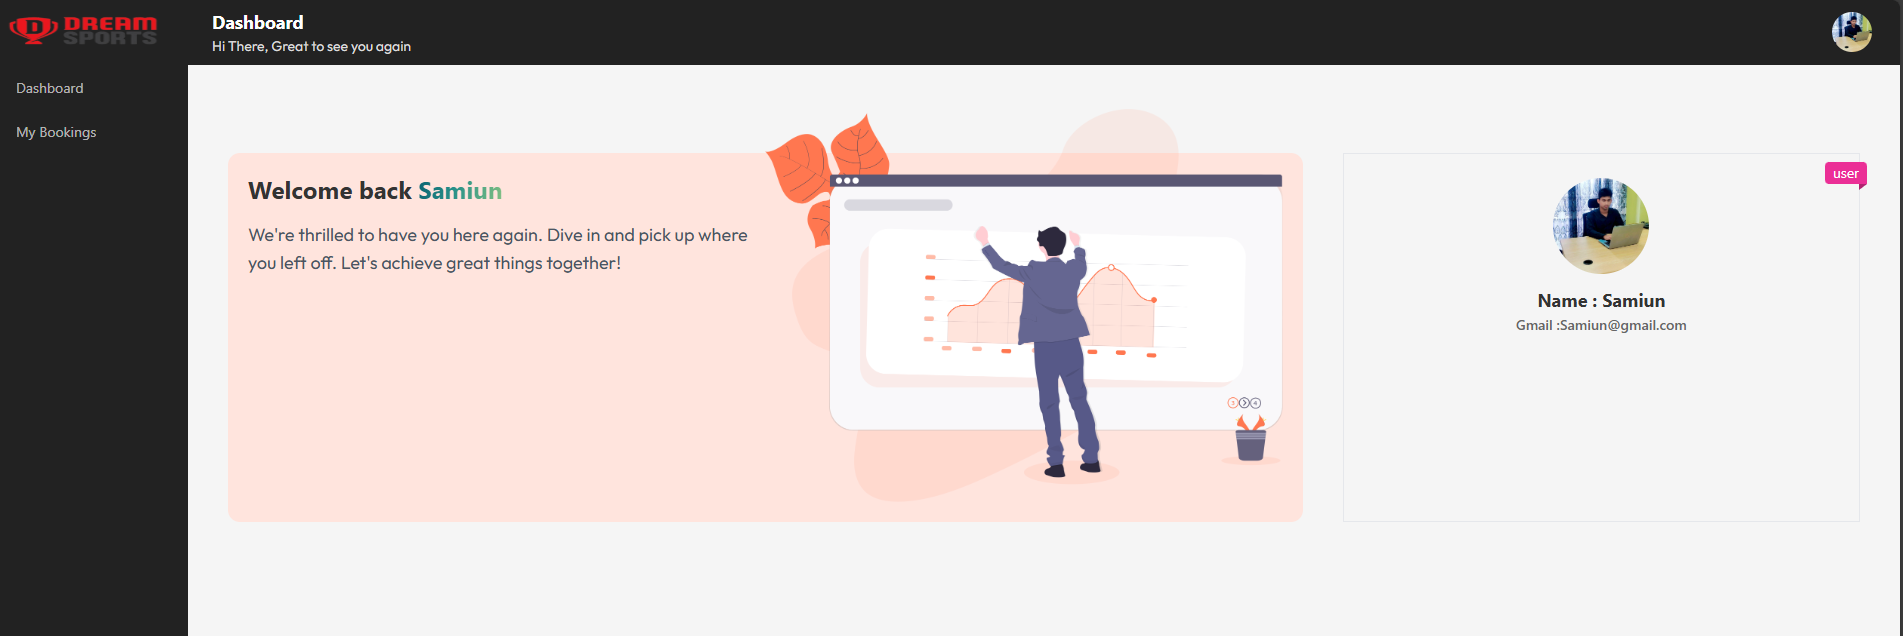 DREAM
SPORTS
Dashboard
Hi There, Great to see you again
Dashboard
My Bookings
Welcome back Samiun
We're thrilled to have you here again. Dive in and pick up where
you left off. Let's achieve great things together!
user
Name : Samiun
Gmail :Samiun@gmail.com